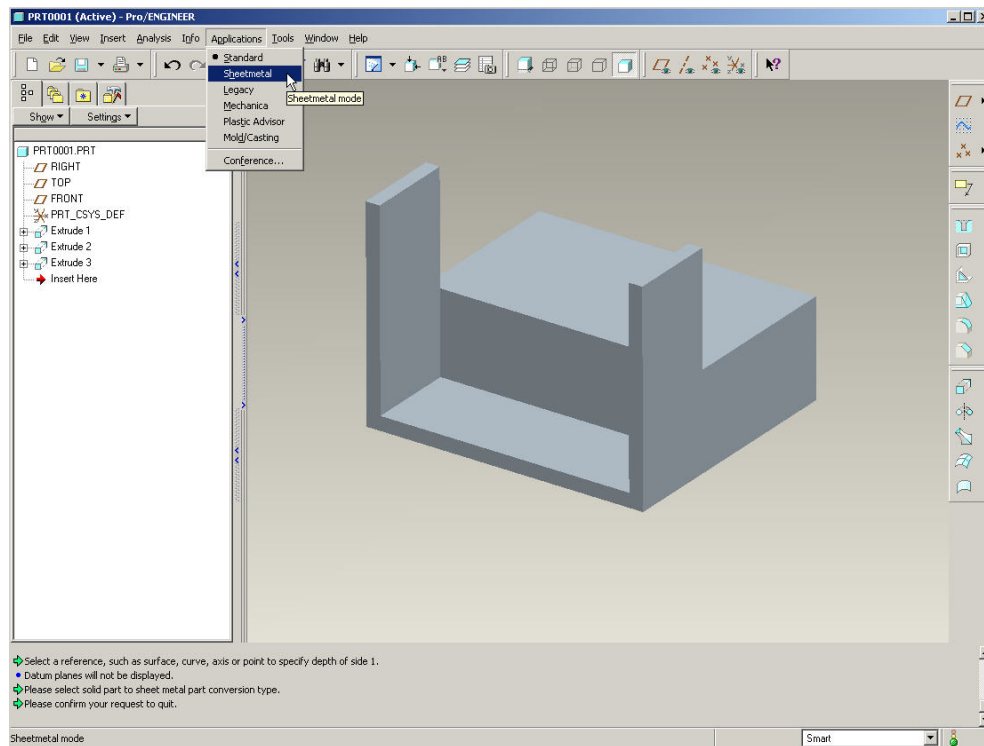 PRT0001 (Active) - Pro/ENGINEER
File Edit View Insert Analysis Info Applications Tools Window Help
Standard
Sheetmetal
Legacy
Sheetmetal mode
Mechanica
Plastic Advisor
Mold/Casting
Conference...
Show Settings
PRT0001.PRT
RIGHT
TOP
FRONT
PRT_CSYS_DEF
Extrude 1
Extrude 2
Extrude 3
Insert Here
Select a reference, such as surface, curve, axis or point to specify depth of side 1.
Datum planes will not be displayed.
Please select solid part to sheet metal part conversion type.
Please confirm your request to quit.
Sheetmetal mode
Smart